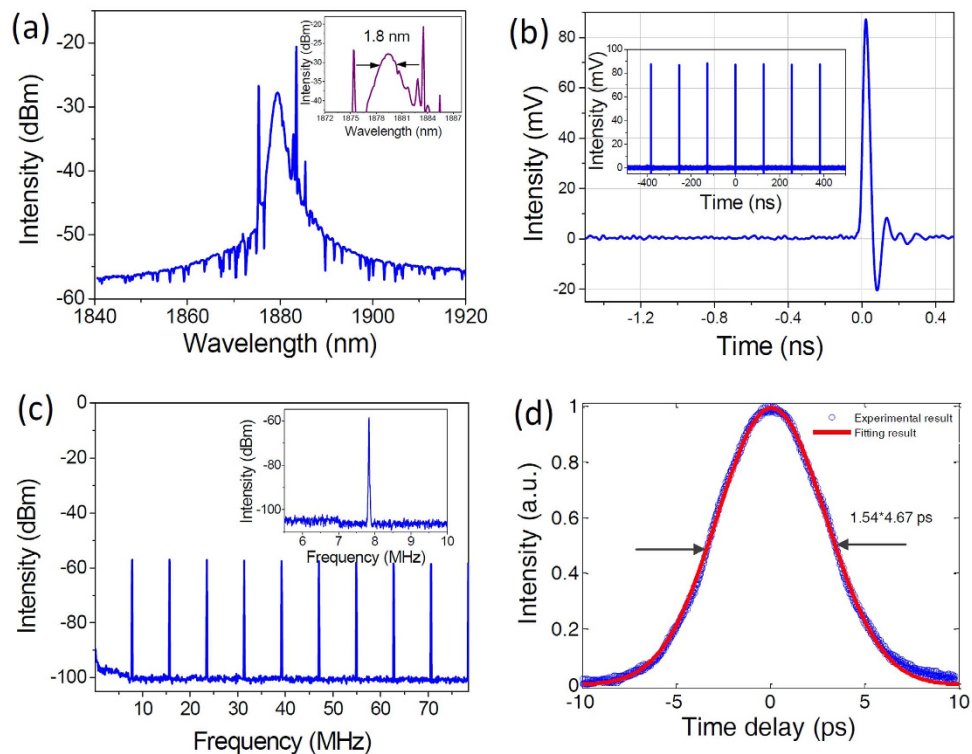 (a)
-20
-30
-40
-50
-60
Intensity (dBm)
1840 1860 1880 1900 1920
Wavelength (nm)
-20
-25
-30
-35
-40
Intensity (dBm)
1.8 nm
1872 1875 1878 1881 1884 1887
Wavelength (nm)
(b)
80
60
40
20
0
-20
Intensity (mV)
-1.2 -0.8 -0.4 0.0 0.4
Time (ns)
100
80
60
40
20
0
Intensity (mV)
-400 -200 0 200 400
Time (ns)
(c)
0
-20
-40
-60
-80
-100
Intensity (dBm)
10 20 30 40 50 60 70
Frequency (MHz)
-60
-80
-100
Intensity (dBm)
6 7 8 9 10
Frequency (MHz)
(d)
1
0.8
0.6
0.4
0.2
0
Intensity (a.u.)
Experimental result
Fitting result
1.54*4.67 ps
-10 -5 0 5 10
Time delay (ps)